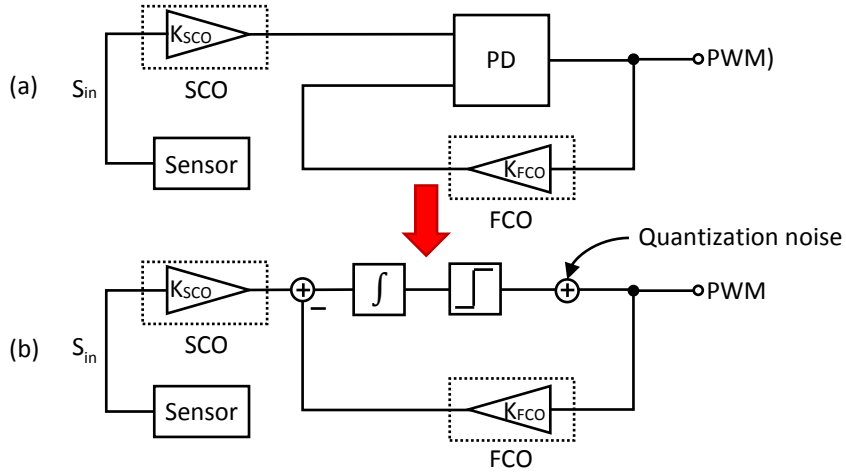 KSCO
PD
PWM)
(a)
Sin
SCO
Sensor
KFCO
FCO
Quantization noise
KSCO
+
−
∫
+
PWM
SCO
(b)
Sin
Sensor
KFCO
FCO